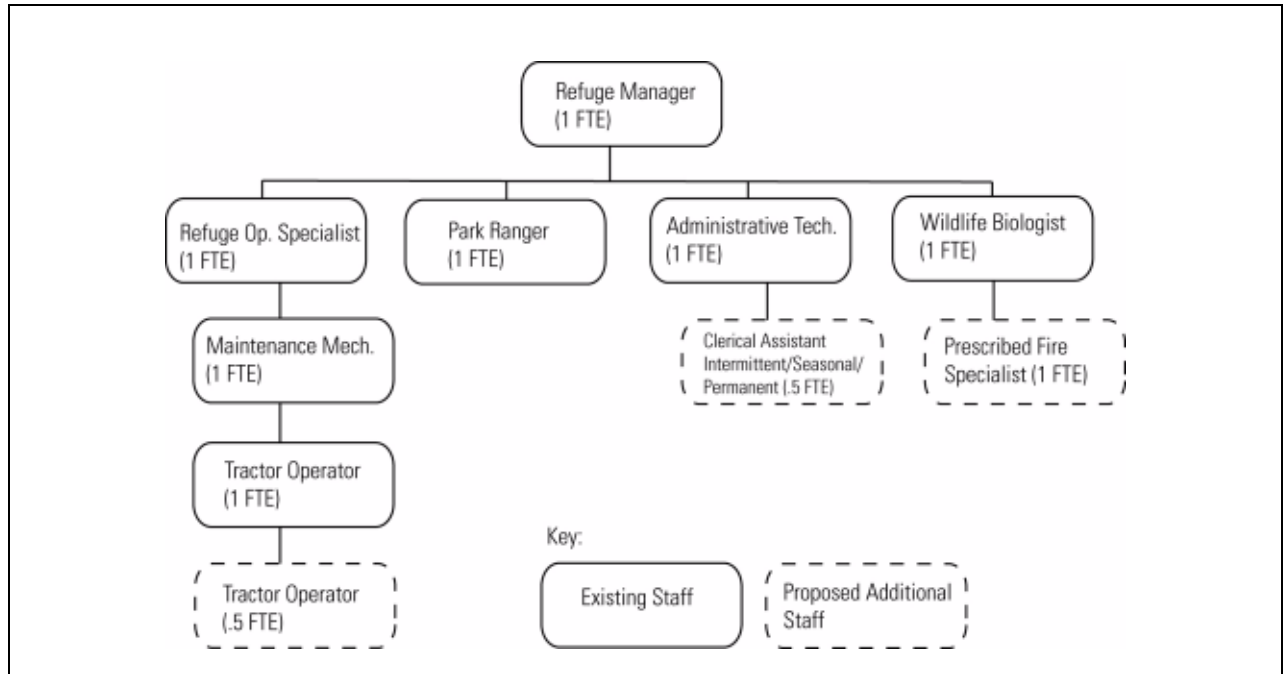 Refuge Manager
(1 FTE)
Refuge Op. Specialist
(1 FTE)
Park Ranger
(1 FTE)
Administrative Tech.
(1 FTE)
Wildlife Biologist
(1 FTE)
Maintenance Mech.
(1 FTE)
Clerical Assistant
Intermittent/Seasonal/
Permanent (.5 FTE)
Prescribed Fire
Specialist (1 FTE)
Tractor Operator
(1 FTE)
Tractor Operator
(.5 FTE)
Key:
Existing Staff
Proposed Additional
Staff